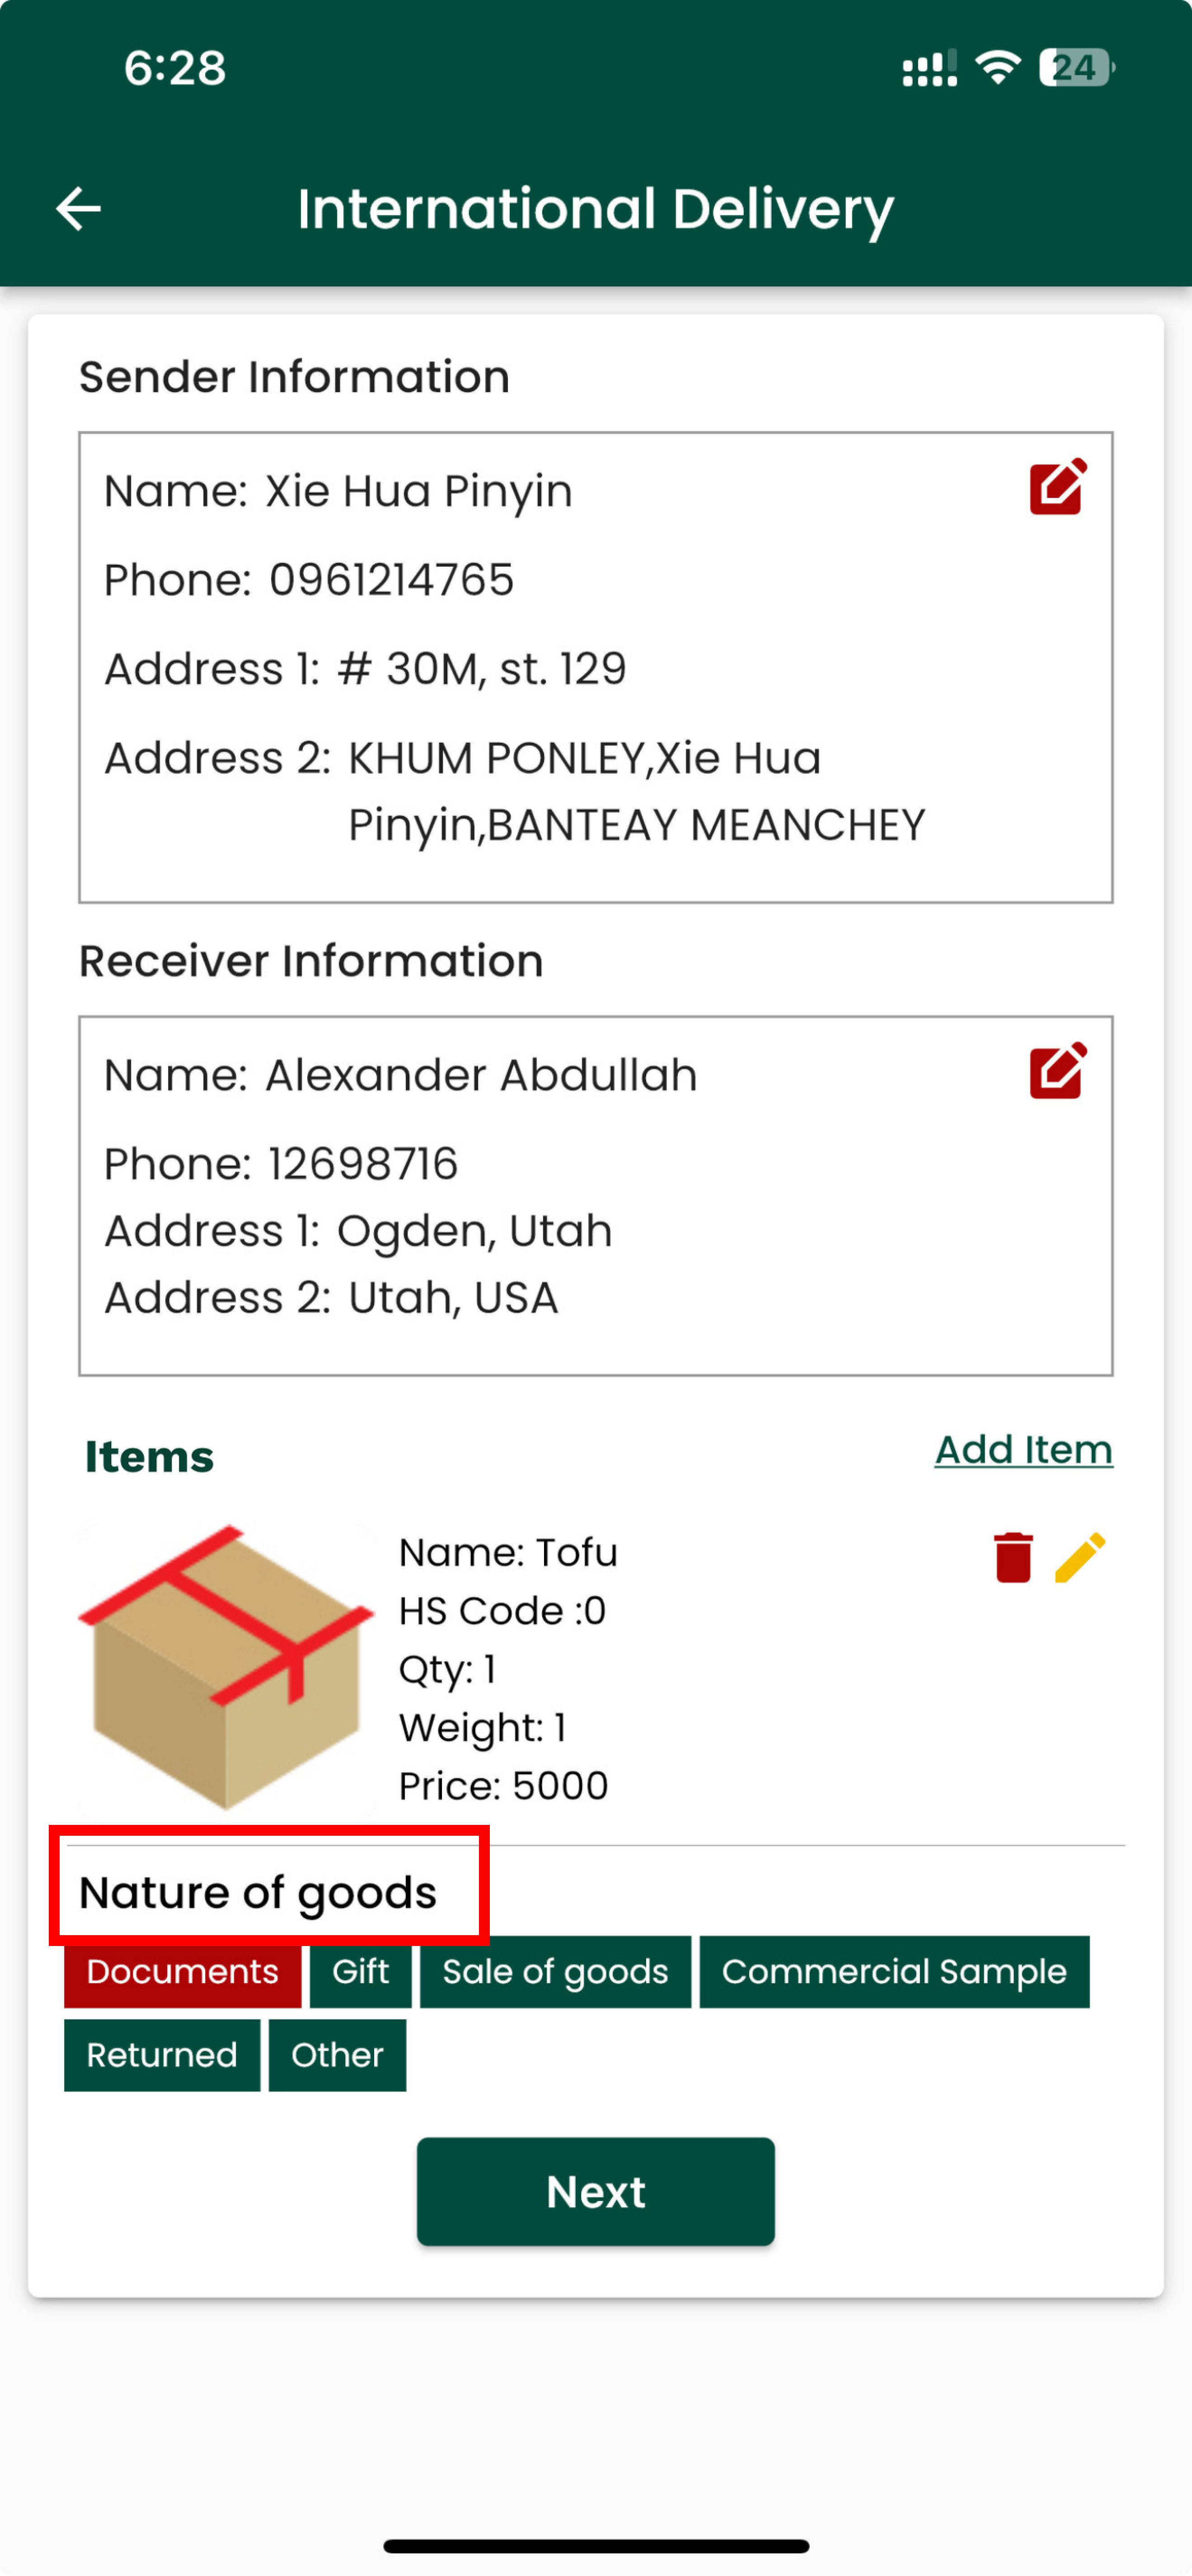 6:28
24
International Delivery
Sender Information
Name: Xie Hua Pinyin
Phone: 0961214765
Address 1: # 30M, st. 129
Address 2: KHUM PONLEY,Xie Hua
Pinyin,BANTEAY MEANCHEY
Receiver Information
Name: Alexander Abdullah
Phone: 12698716
Address 1: Ogden, Utah
Address 2: Utah, USA
Items
Add Item
Name: Tofu
HS Code :0
Qty: 1
Weight: 1
Price: 5000
Nature of goods
Documents Gift Sale of goods Commercial Sample
Returned Other
Next